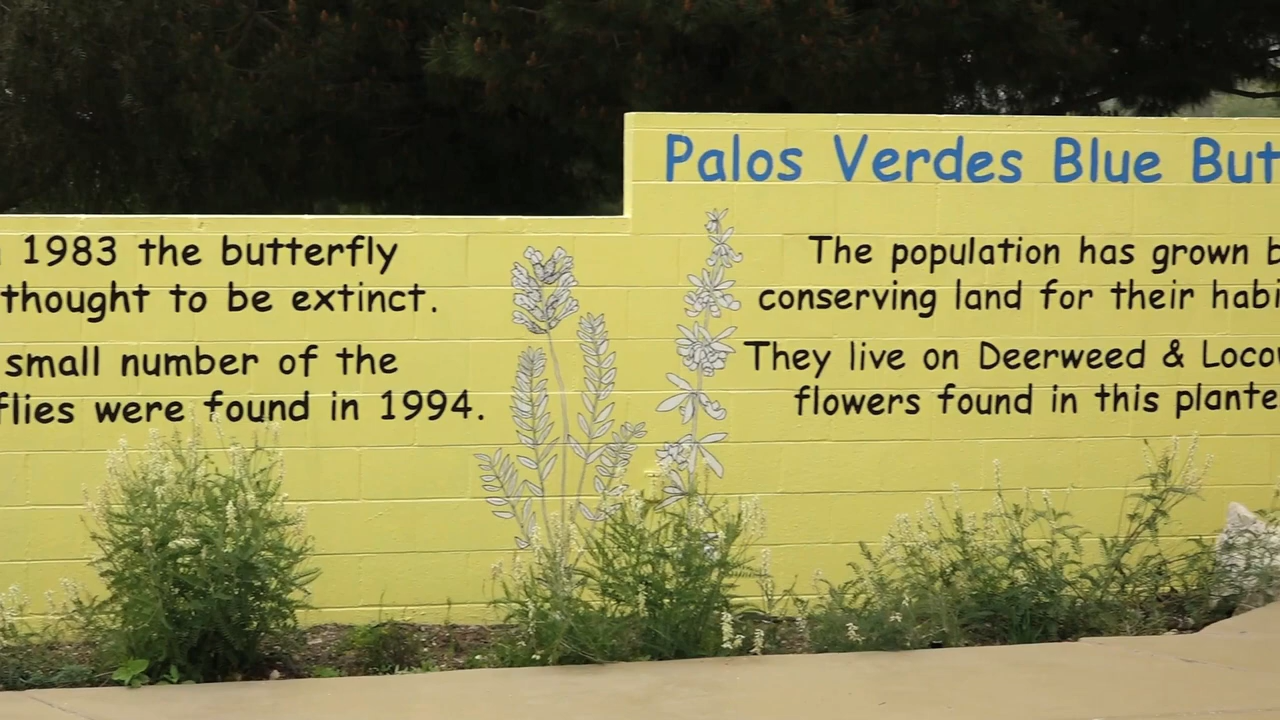 Palos Verdes Blue But
1983 the butterfly
thought to be extinct.
small number of the
flies were found in 1994.
The population has grown b
conserving land for their habi
They live on Deerweed & Locow
flowers found in this plante